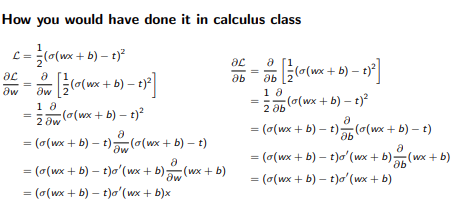 How you would have done it in calculus class
ℒ = 1/2 (σ(wx + b) − t)²
∂ℒ/∂w = ∂/∂w [1/2 (σ(wx + b) − t)²]
= 1/2 ∂/∂w (σ(wx + b) − t)²
= (σ(wx + b) − t) ∂/∂w (σ(wx + b) − t)
= (σ(wx + b) − t)σ′(wx + b) ∂/∂w (wx + b)
= (σ(wx + b) − t)σ′(wx + b)x
∂ℒ/∂b = ∂/∂b [1/2 (σ(wx + b) − t)²]
= 1/2 ∂/∂b (σ(wx + b) − t)²
= (σ(wx + b) − t) ∂/∂b (σ(wx + b) − t)
= (σ(wx + b) − t)σ′(wx + b) ∂/∂b (wx + b)
= (σ(wx + b) − t)σ′(wx + b)